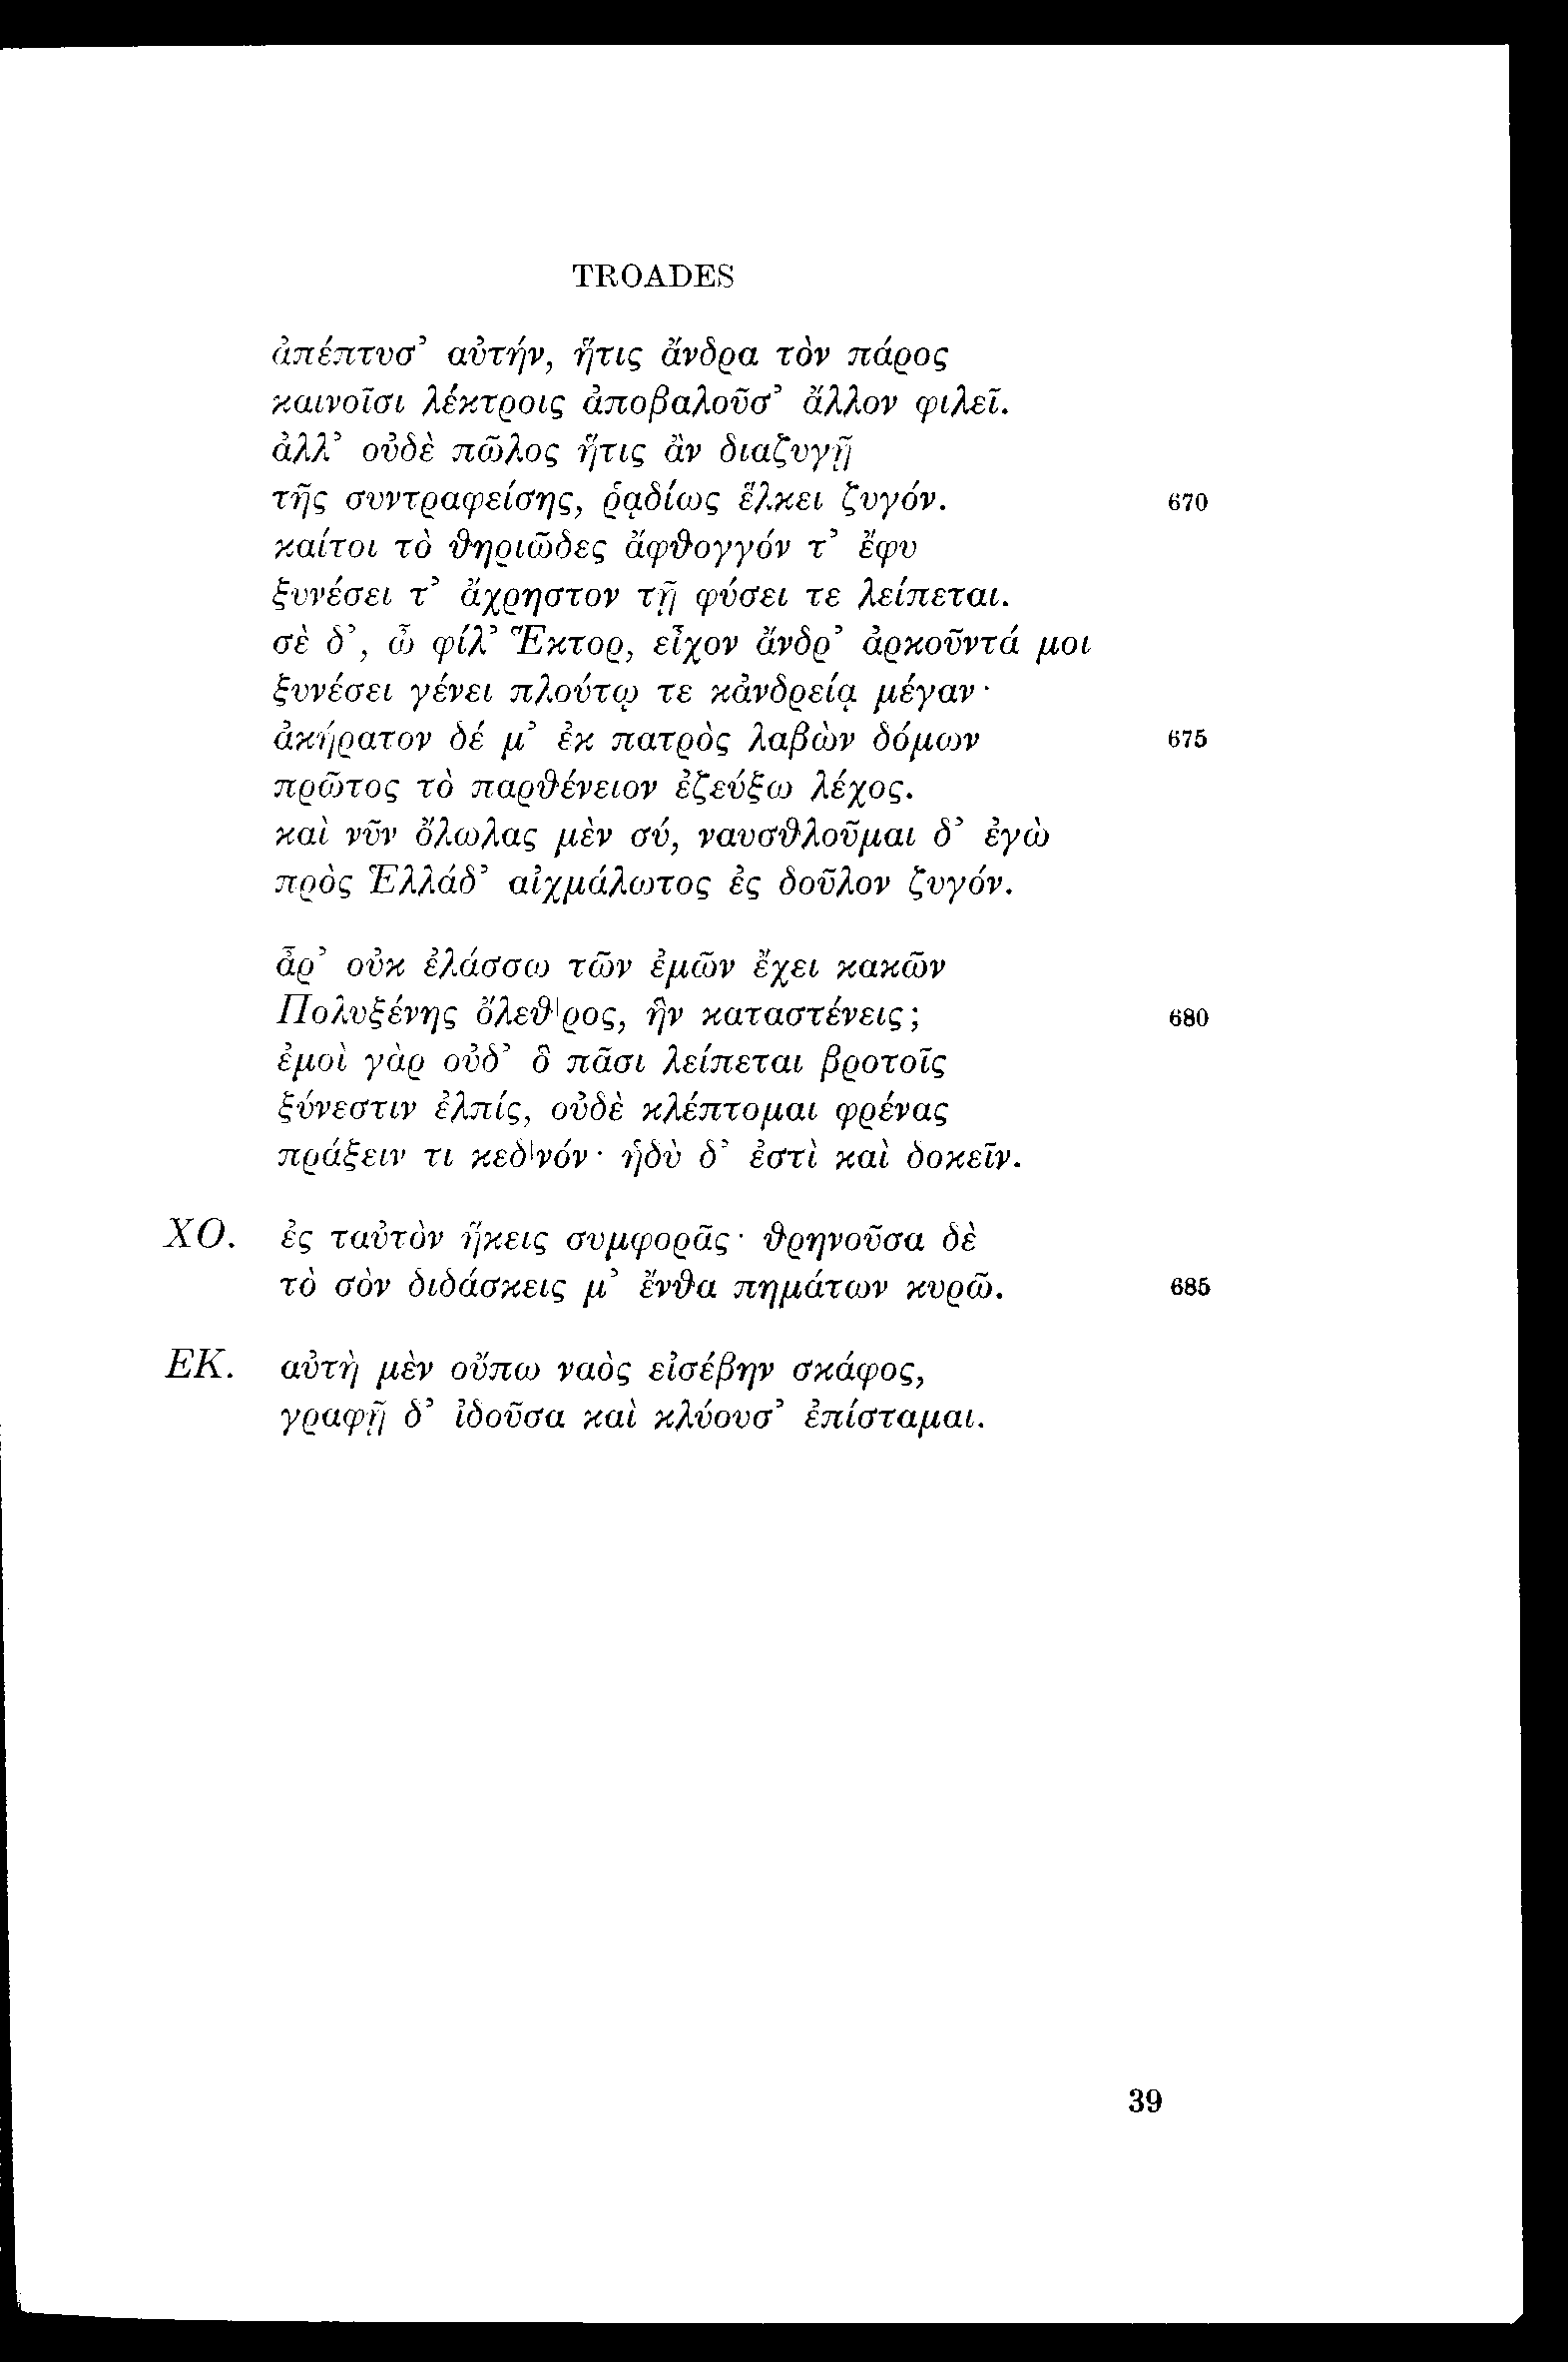 TROADES
ἀπέπτυσ’ αὐτήν, ἥτις ἄνδρα τὸν πάρος
καινοῖσι λέκτροις ἀποβαλοῦσ’ ἄλλον φιλεῖ.
ἀλλ’ οὐδὲ πῶλος ἥτις ἂν διαζυγῇ
τῆς συντραφείσης, ῥᾳδίως ἕλκει ζυγόν. 670
καίτοι τὸ θηριῶδες ἄφθογγόν τ’ ἔφυ
ξυνέσει τ’ ἄχρηστον τῇ φύσει τε λείπεται.
σὲ δ’, ὦ φίλ’ Ἕκτορ, εἶχον ἄνδρ’ ἀρκοῦντά μοι
ξυνέσει γένει πλούτῳ τε κἀνδρείᾳ μέγαν·
ἀκήρατον δέ μ’ ἐκ πατρὸς λαβὼν δόμων 675
πρῶτος τὸ παρθένειον ἐζεύξω λέχος.
καὶ νῦν ὄλωλας μὲν σύ, ναυσθλοῦμαι δ’ ἐγὼ
πρὸς Ἑλλάδ’ αἰχμάλωτος ἐς δοῦλον ζυγόν.
ἆρ’ οὐκ ἐλάσσω τῶν ἐμῶν ἔχει κακῶν
Πολυξένης ὄλεθ|ρος, ἣν καταστένεις; 680
ἐμοὶ γὰρ οὐδ’ ὃ πᾶσι λείπεται βροτοῖς
ξύνεστιν ἐλπίς, οὐδὲ κλέπτομαι φρένας
πράξειν τι κεδ|νόν· ἡδὺ δ’ ἐστὶ καὶ δοκεῖν.
ΧΟ. ἐς ταὐτὸν ἥκεις συμφορᾶς· θρηνοῦσα δὲ
τὸ σὸν διδάσκεις μ’ ἔνθα πημάτων κυρῶ. 685
ΕΚ. αὐτὴ μὲν οὔπω ναὸς εἰσέβην σκάφος,
γραφῇ δ’ ἰδοῦσα καὶ κλύουσ’ ἐπίσταμαι.
39